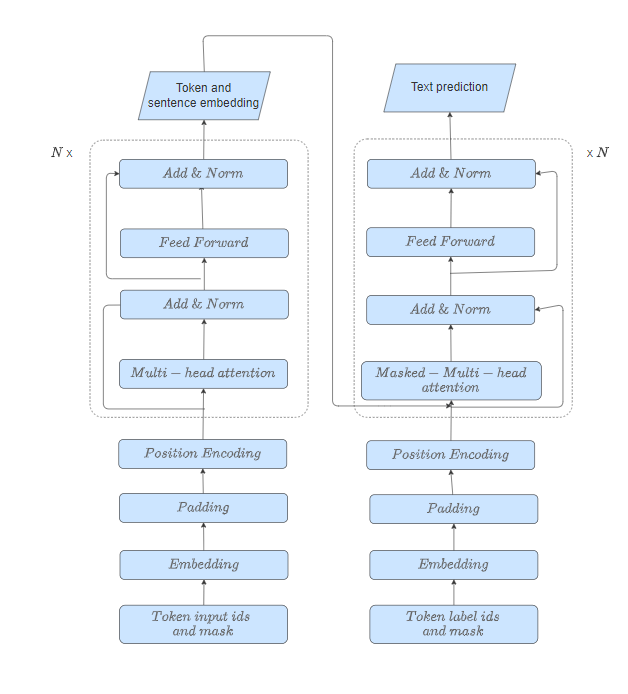 Token and
sentence embedding
N x
Add & Norm
Feed Forward
Add & Norm
Multi – head attention
Position Encoding
Padding
Embedding
Token input ids
and mask
Text prediction
x N
Add & Norm
Feed Forward
Add & Norm
Masked – Multi – head
attention
Position Encoding
Padding
Embedding
Token label ids
and mask